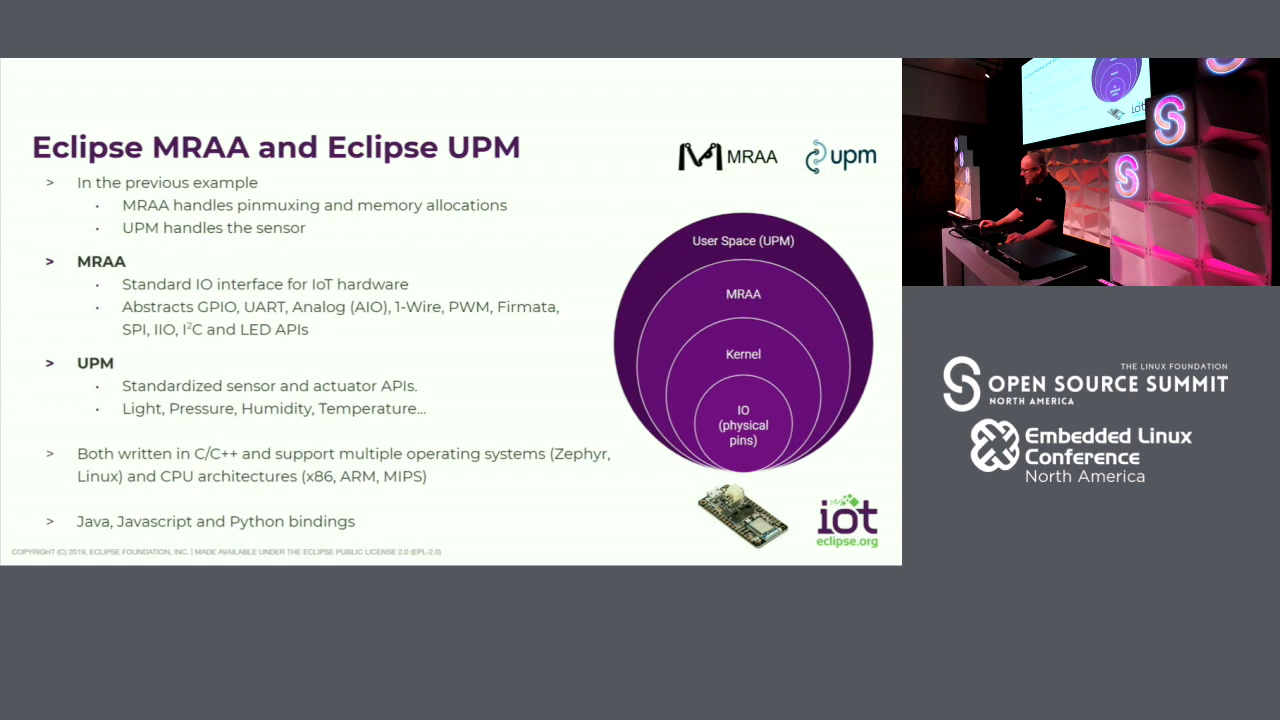 Eclipse MRAA and Eclipse UPM
MRAA
upm
> In the previous example
• MRAA handles pinmuxing and memory allocations
• UPM handles the sensor
> MRAA
• Standard IO interface for IoT hardware
• Abstracts GPIO, UART, Analog (AIO), 1-Wire, PWM, Firmata,
SPI, IIO, I²C and LED APIs
> UPM
• Standardized sensor and actuator APIs.
• Light, Pressure, Humidity, Temperature...
> Both written in C/C++ and support multiple operating systems (Zephyr,
Linux) and CPU architectures (x86, ARM, MIPS)
> Java, Javascript and Python bindings
User Space (UPM)
MRAA
Kernel
IO
(physical
pins)
iot
eclipse.org
COPYRIGHT (C) 2019, ECLIPSE FOUNDATION, INC. | MADE AVAILABLE UNDER THE ECLIPSE PUBLIC LICENSE 2.0 (EPL-2.0)
THE LINUX FOUNDATION
OPEN SOURCE SUMMIT
NORTH AMERICA
Embedded Linux
Conference
North America